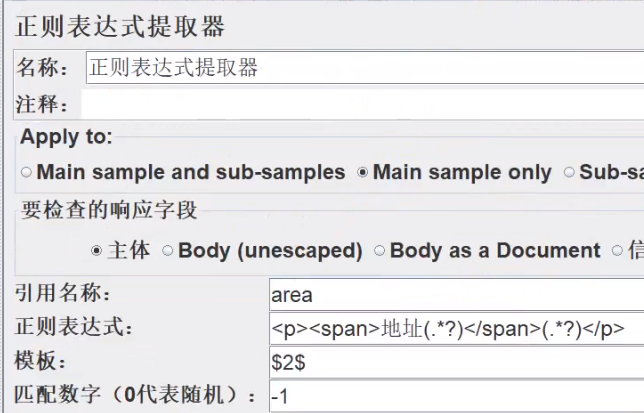 正则表达式提取器
名称： 正则表达式提取器
注释：
Apply to:
Main sample and sub-samples Main sample only
要检查的响应字段
主体 Body (unescaped) Body as a Document
引用名称： area
正则表达式： <p><span>地址(.*?)</span>(.*?)</p>
模板： $2$
匹配数字（0代表随机）： -1